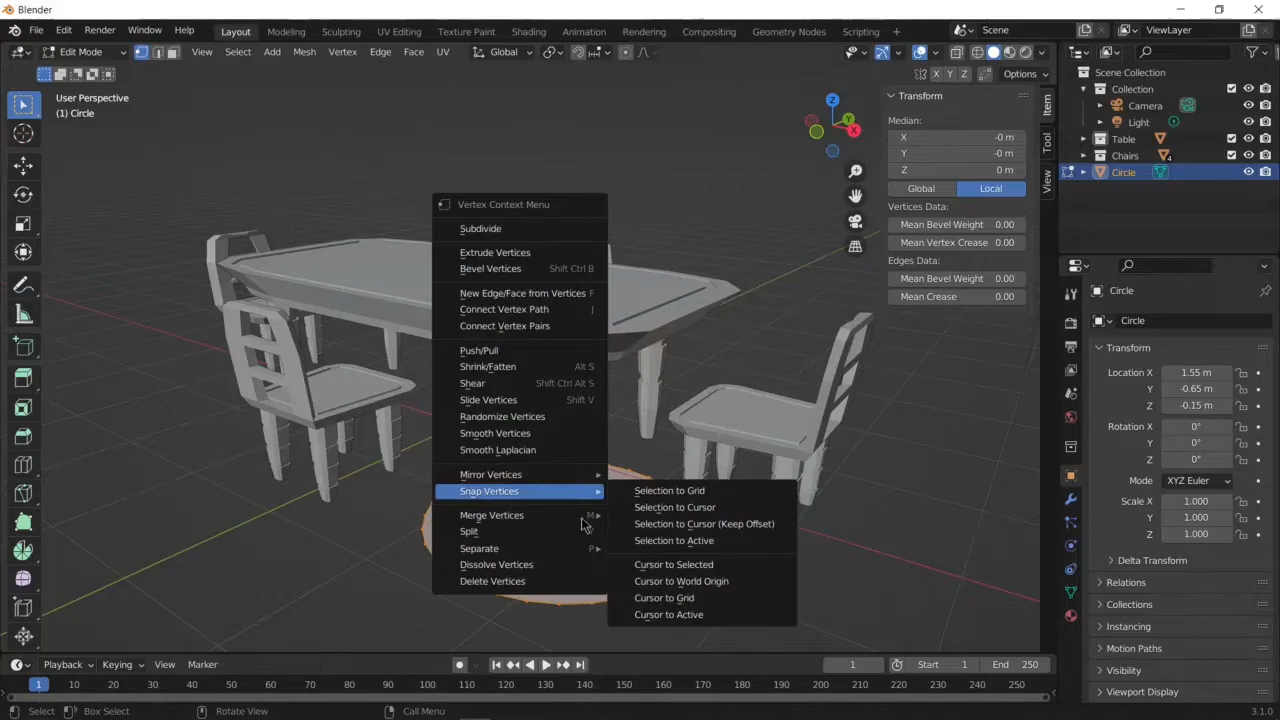 Blender
File Edit Render Window Help Layout Modeling Sculpting UV Editing Texture Paint Shading Animation Rendering Compositing Geometry Nodes Scripting + Scene ViewLayer
Edit Mode View Select Add Mesh Vertex Edge Face UV Global
X Y Z Options
User Perspective
(1) Circle
Z
Y
X
Transform
Median:
X -0 m
Y -0 m
Z 0 m
Global Local
Vertices Data:
Mean Bevel Weight 0.00
Mean Vertex Crease 0.00
Edges Data:
Mean Bevel Weight 0.00
Mean Crease 0.00
Item
Tool
View
Vertex Context Menu
Subdivide
Extrude Vertices
Bevel Vertices Shift Ctrl B
New Edge/Face from Vertices F
Connect Vertex Path J
Connect Vertex Pairs
Push/Pull
Shrink/Fatten Alt S
Shear Shift Ctrl Alt S
Slide Vertices Shift V
Randomize Vertices
Smooth Vertices
Smooth Laplacian
Mirror Vertices
Snap Vertices
Merge Vertices M
Split
Separate P
Dissolve Vertices
Delete Vertices
Selection to Grid
Selection to Cursor
Selection to Cursor (Keep Offset)
Selection to Active
Cursor to Selected
Cursor to World Origin
Cursor to Grid
Cursor to Active
Scene Collection
Collection
Camera
Light
Table
Chairs 4
Circle
Circle
Circle
Transform
Location X 1.55 m
Y -0.65 m
Z -0.15 m
Rotation X 0°
Y 0°
Z 0°
Mode XYZ Euler
Scale X 1.000
Y 1.000
Z 1.000
Delta Transform
Relations
Collections
Instancing
Motion Paths
Visibility
Viewport Display
Playback Keying View Marker 1 Start 1 End 250
1 10 20 30 40 50 60 70 80 90 100 110 120 130 140 150 160 170 180 190 200 210 220 230 240 250
Select Box Select Rotate View Call Menu 3.1.0